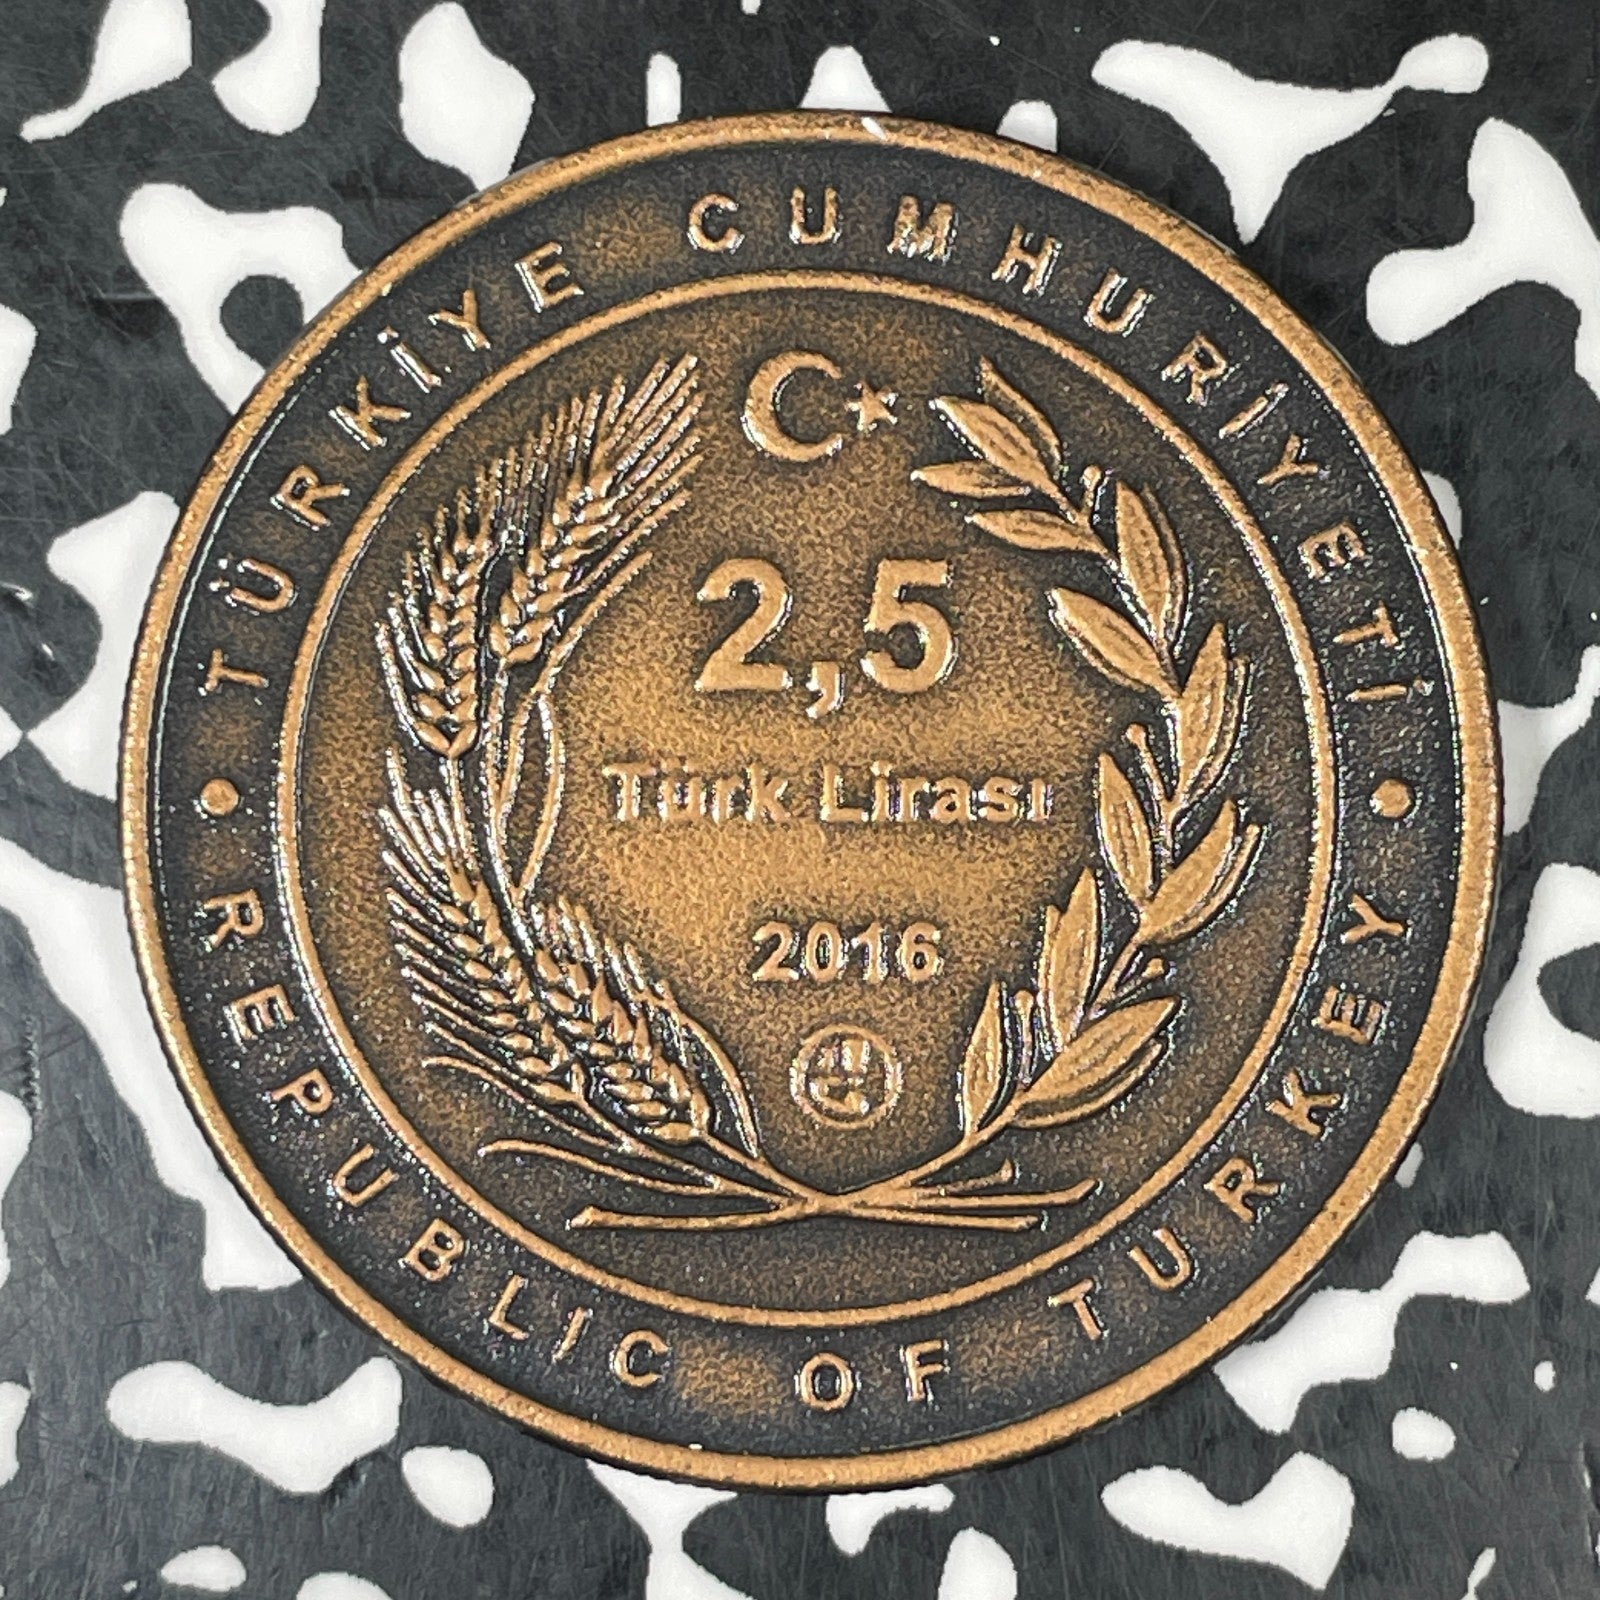 TÜRKİYE CUMHURİYETİ
2,5
Türk Lirası
2016
REPUBLIC OF TURKEY